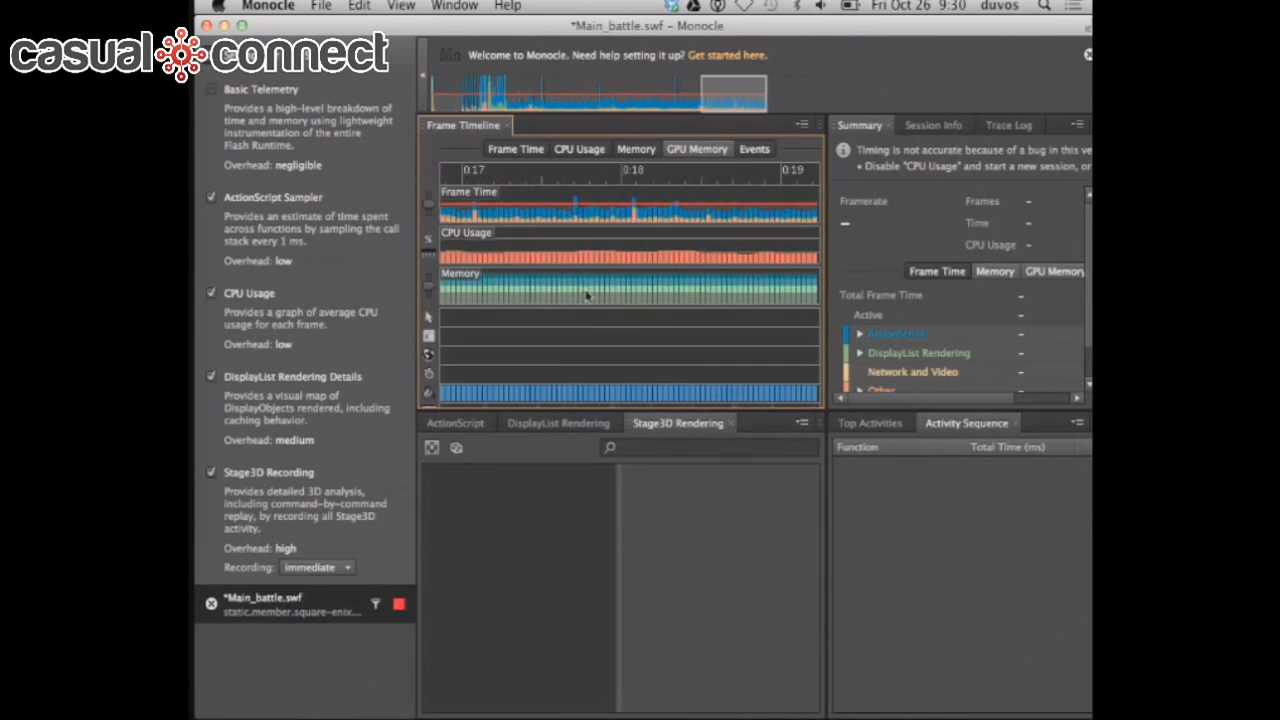 Monocle File Edit View Window Help Fri Oct 26 9:30 duvos
*Main_battle.swf – Monocle
casual connect
Welcome to Monocle. Need help setting it up? Get started here.
Basic Telemetry
Provides a high-level breakdown of
time and memory using lightweight
instrumentation of the entire
Flash Runtime.
Overhead: negligible
ActionScript Sampler
Provides an estimate of time spent
across functions by sampling the call
stack every 1 ms.
Overhead: low
CPU Usage
Provides a graph of average CPU
usage for each frame.
Overhead: low
DisplayList Rendering Details
Provides a visual map of
DisplayObjects rendered, including
caching behavior.
Overhead: medium
Stage3D Recording
Provides detailed 3D analysis,
including command-by-command
replay, by recording all Stage3D
activity.
Overhead: high
Recording: immediate
*Main_battle.swf
static.member.square-enix...
Frame Timeline
Frame Time CPU Usage Memory GPU Memory Events
0:17 0:18 0:19
Frame Time
CPU Usage
%
Memory
Summary Session Info Trace Log
Timing is not accurate because of a bug in this ve
• Disable "CPU Usage" and start a new session, or
Framerate Frames –
– Time –
CPU Usage –
Frame Time Memory GPU Memory
Total Frame Time –
Active –
ActionScript –
DisplayList Rendering –
Network and Video –
Other
ActionScript DisplayList Rendering Stage3D Rendering
Top Activities Activity Sequence
Function Total Time (ms)